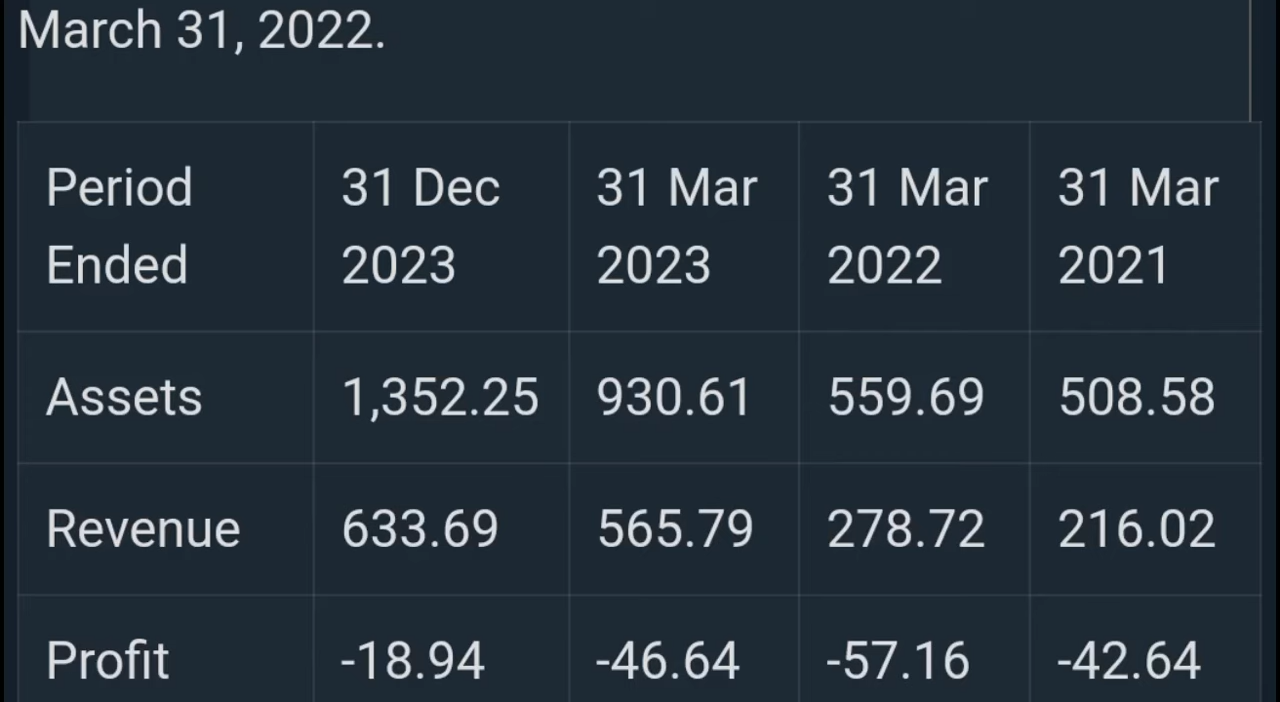 March 31, 2022.
Period Ended 31 Dec 2023 31 Mar 2023 31 Mar 2022 31 Mar 2021
Assets 1,352.25 930.61 559.69 508.58
Revenue 633.69 565.79 278.72 216.02
Profit -18.94 -46.64 -57.16 -42.64